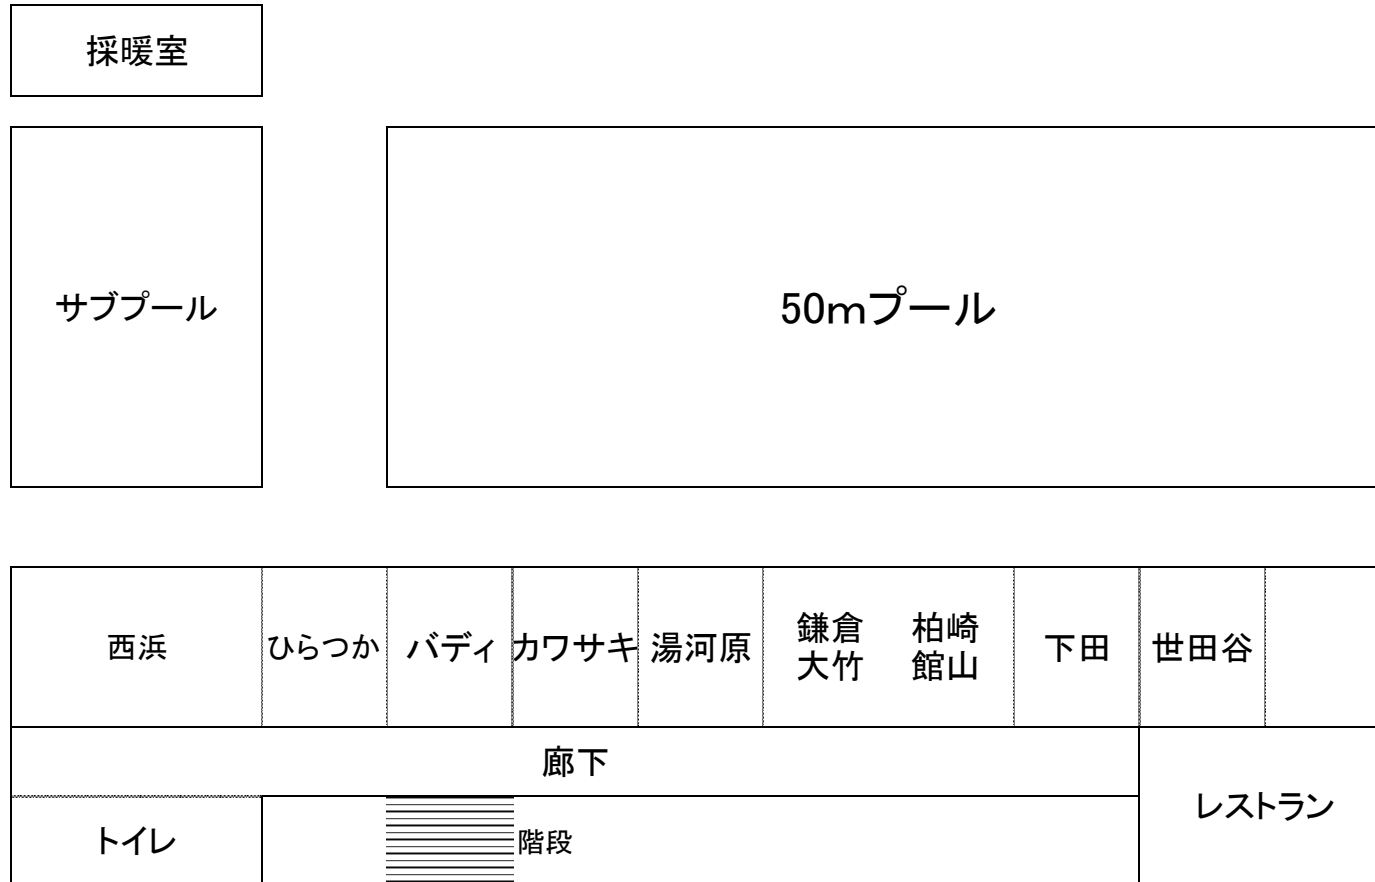 採暖室
サブプール
50mプール
西浜
ひらつか
バディ
カワサキ
湯河原
鎌倉 柏崎
大竹 館山
下田
世田谷
廊下
レストラン
トイレ
階段